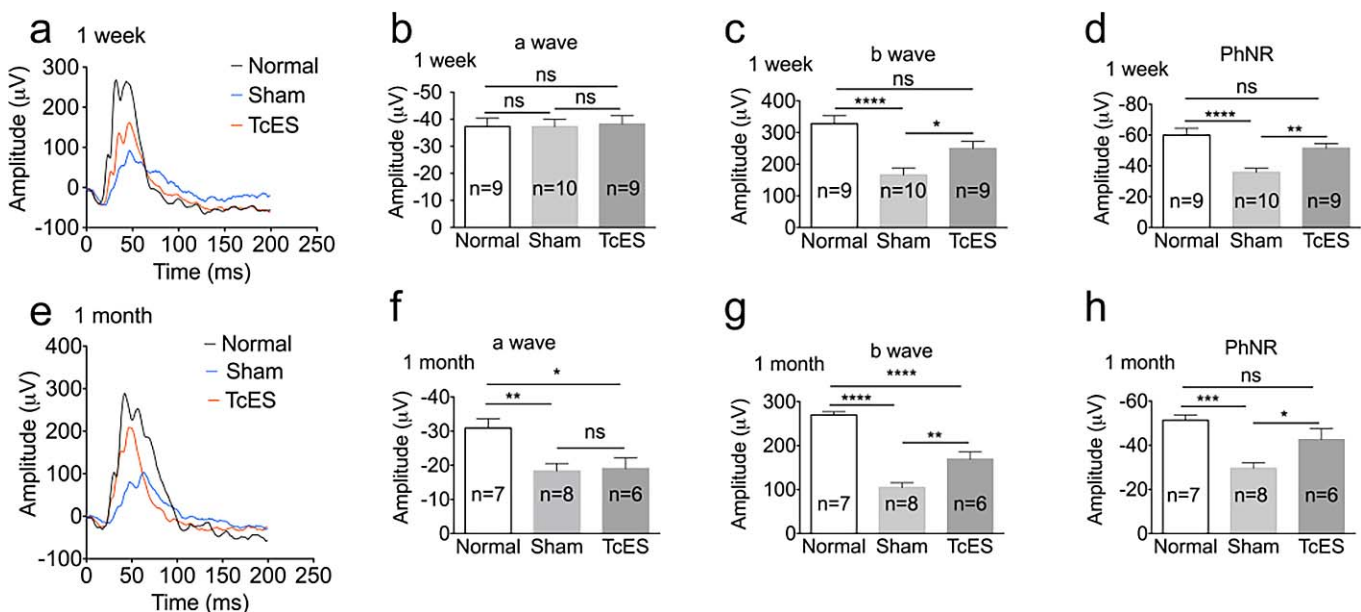 a
1 week
Amplitude (μV)
300
200
100
0
-100
0 50 100 150 200 250
Time (ms)
Normal
Sham
TcES
b
a wave
1 week
ns
ns ns
Amplitude (μV)
-50
-40
-30
-20
-10
0
n=9 n=10 n=9
Normal Sham TcES
c
b wave
1 week
ns
****
*
Amplitude (μV)
400
300
200
100
0
n=9 n=10 n=9
Normal Sham TcES
d
PhNR
1 week
ns
****
**
Amplitude (μV)
-80
-60
-40
-20
0
n=9 n=10 n=9
Normal Sham TcES
e
1 month
Amplitude (μV)
400
300
200
100
0
-100
0 50 100 150 200 250
Time (ms)
Normal
Sham
TcES
f
a wave
1 month
*
**
ns
Amplitude (μV)
-40
-30
-20
-10
0
n=7 n=8 n=6
Normal Sham TcES
g
b wave
1 month
****
****
**
Amplitude (μV)
300
200
100
0
n=7 n=8 n=6
Normal Sham TcES
h
PhNR
1 month
ns
***
*
Amplitude (μV)
-60
-40
-20
0
n=7 n=8 n=6
Normal Sham TcES